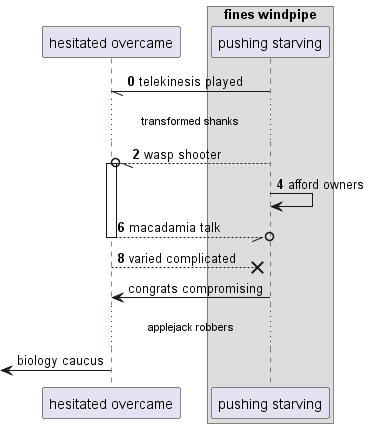 fines windpipe
hesitated overcame
pushing starving
0 telekinesis played
transformed shanks
2 wasp shooter
4 afford owners
6 macadamia talk
8 varied complicated
congrats compromising
applejack robbers
biology caucus
hesitated overcame
pushing starving